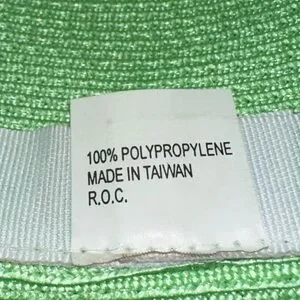 100% POLYPROPYLENE
MADE IN TAIWAN
R.O.C.